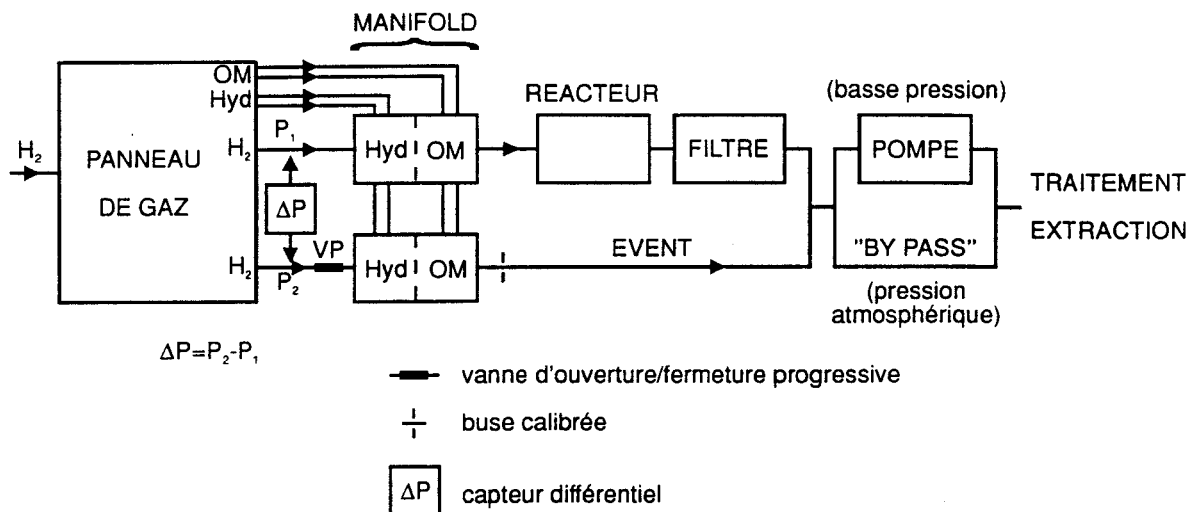 MANIFOLD
OM
Hyd
REACTEUR
(basse pression)
H₂
PANNEAU
DE GAZ
H₂
P₁
Hyd
OM
FILTRE
POMPE
ΔP
TRAITEMENT
EXTRACTION
VP
H₂
P₂
Hyd
OM
EVENT
"BY PASS"
(pression
atmosphérique)
ΔP=P₂-P₁
vanne d'ouverture/fermeture progressive
buse calibrée
ΔP
capteur différentiel